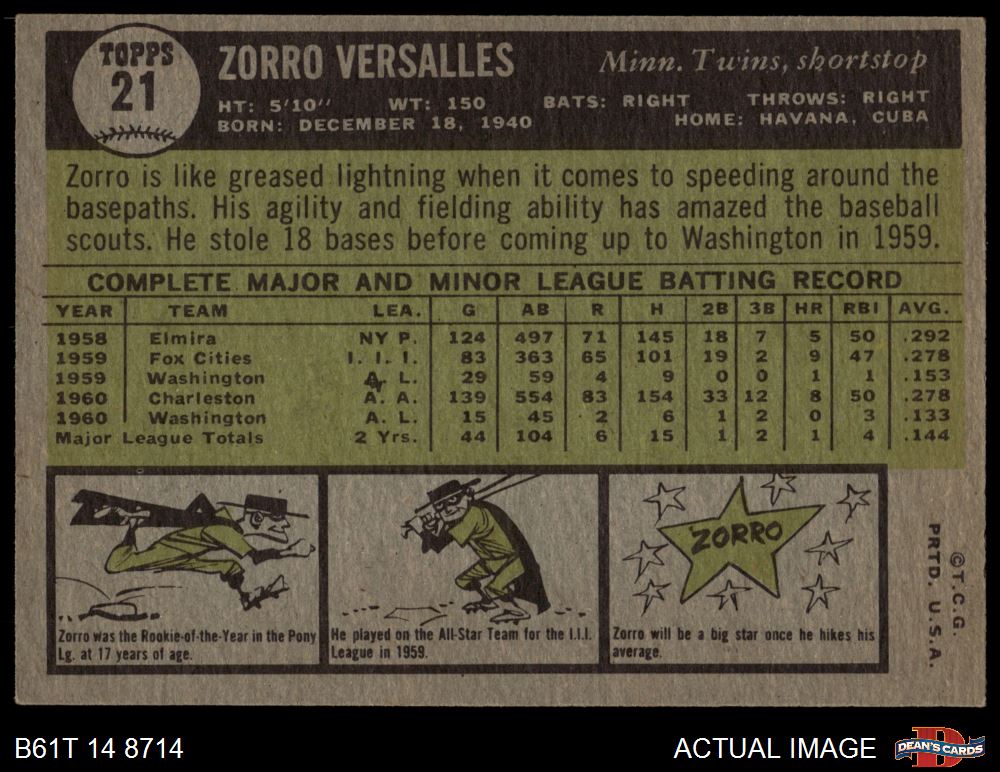 TOPPS
21
ZORRO VERSALLES
Minn. Twins, shortstop
HT: 5'10" WT: 150 BATS: RIGHT THROWS: RIGHT
BORN: DECEMBER 18, 1940 HOME: HAVANA, CUBA
Zorro is like greased lightning when it comes to speeding around the
basepaths. His agility and fielding ability has amazed the baseball
scouts. He stole 18 bases before coming up to Washington in 1959.
COMPLETE MAJOR AND MINOR LEAGUE BATTING RECORD
YEAR TEAM LEA. G AB R H 2B 3B HR RBI AVG.
1958 Elmira NY P. 124 497 71 145 18 7 5 50 .292
1959 Fox Cities I. I. I. 83 363 65 101 19 2 9 47 .278
1959 Washington A. L. 29 59 4 9 0 0 1 1 .153
1960 Charleston A. A. 139 554 83 154 33 12 8 50 .278
1960 Washington A. L. 15 45 2 6 1 2 0 3 .133
Major League Totals 2 Yrs. 44 104 6 15 1 2 1 4 .144
ZORRO
Zorro was the Rookie-of-the-Year in the Pony
Lg. at 17 years of age.
He played on the All-Star Team for the I.I.I.
League in 1959.
Zorro will be a big star once he hikes his
average.
©T.C.G.
PRTD. U.S.A.
B61T 14 8714
ACTUAL IMAGE
D
DEAN'S CARDS